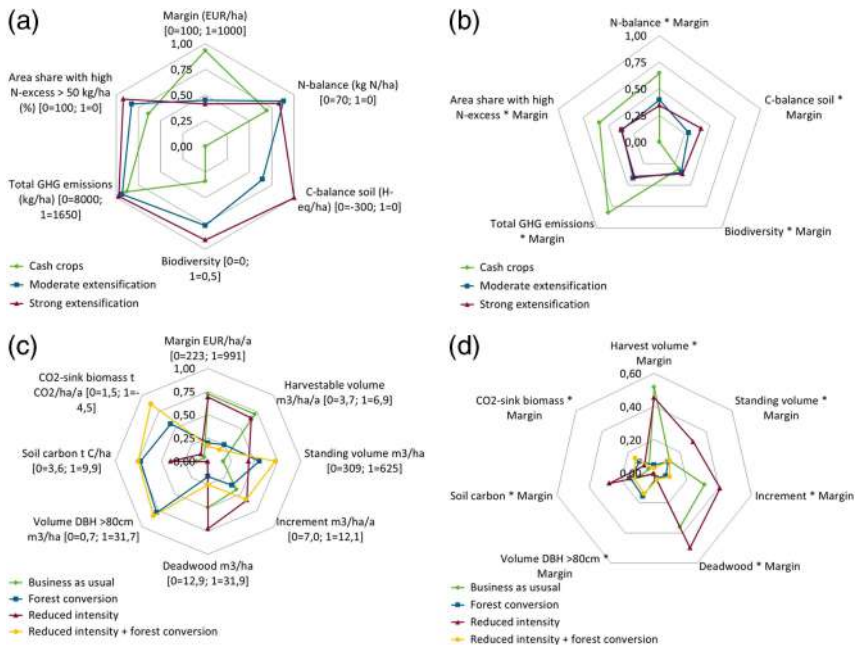 (a)
Margin (EUR/ha)
[0=100; 1=1000]
1,00
0,75
0,50
0,25
0,00
N-balance (kg N/ha)
[0=70; 1=0]
C-balance soil (H-
eq/ha) [0=-300; 1=0]
Biodiversity [0=0;
1=0,5]
Total GHG emissions
(kg/ha) [0=8000;
1=1650]
Area share with high
N-excess > 50 kg/ha
(%) [0=100; 1=0]
Cash crops
Moderate extensification
Strong extensification
(b)
N-balance * Margin
1,00
0,75
0,50
0,25
0,00
C-balance soil *
Margin
Biodiversity * Margin
Total GHG emissions
* Margin
Area share with high
N-excess * Margin
Cash crops
Moderate extensification
Strong extensification
(c)
Margin EUR/ha/a
[0=223; 1=991]
1,00
0,75
0,50
0,25
0,00
Harvestable volume
m3/ha/a [0=3,7; 1=6,9]
Standing volume m3/ha
[0=309; 1=625]
Increment m3/ha/a
[0=7,0; 1=12,1]
Deadwood m3/ha
[0=12,9; 1=31,9]
Volume DBH >80cm
m3/ha [0=0,7; 1=31,7]
Soil carbon t C/ha
[0=3,6; 1=9,9]
CO2-sink biomass t
CO2/ha/a [0=1,5; 1=-
4,5]
Business as usual
Forest conversion
Reduced intensity
Reduced intensity + forest conversion
(d)
Harvest volume *
Margin
0,60
0,40
0,20
0,00
Standing volume *
Margin
Increment * Margin
Deadwood * Margin
Volume DBH >80cm *
Margin
Soil carbon * Margin
CO2-sink biomass *
Margin
Business as ususal
Forest conversion
Reduced intensity
Reduced intensity + forest conversion